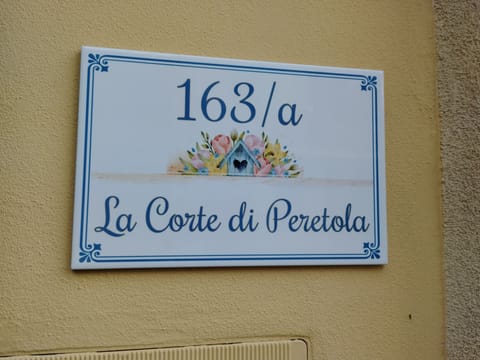 163/a
La Corte di Peretola